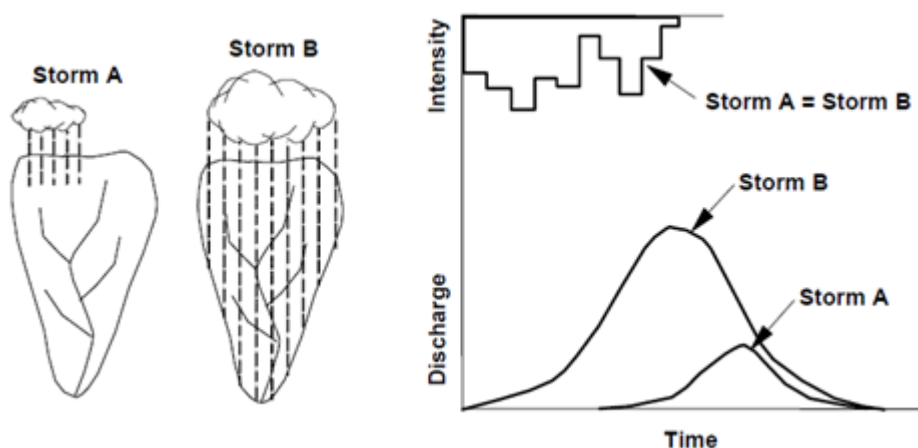 Storm A
Storm B
Intensity
Storm A = Storm B
Storm B
Storm A
Discharge
Time